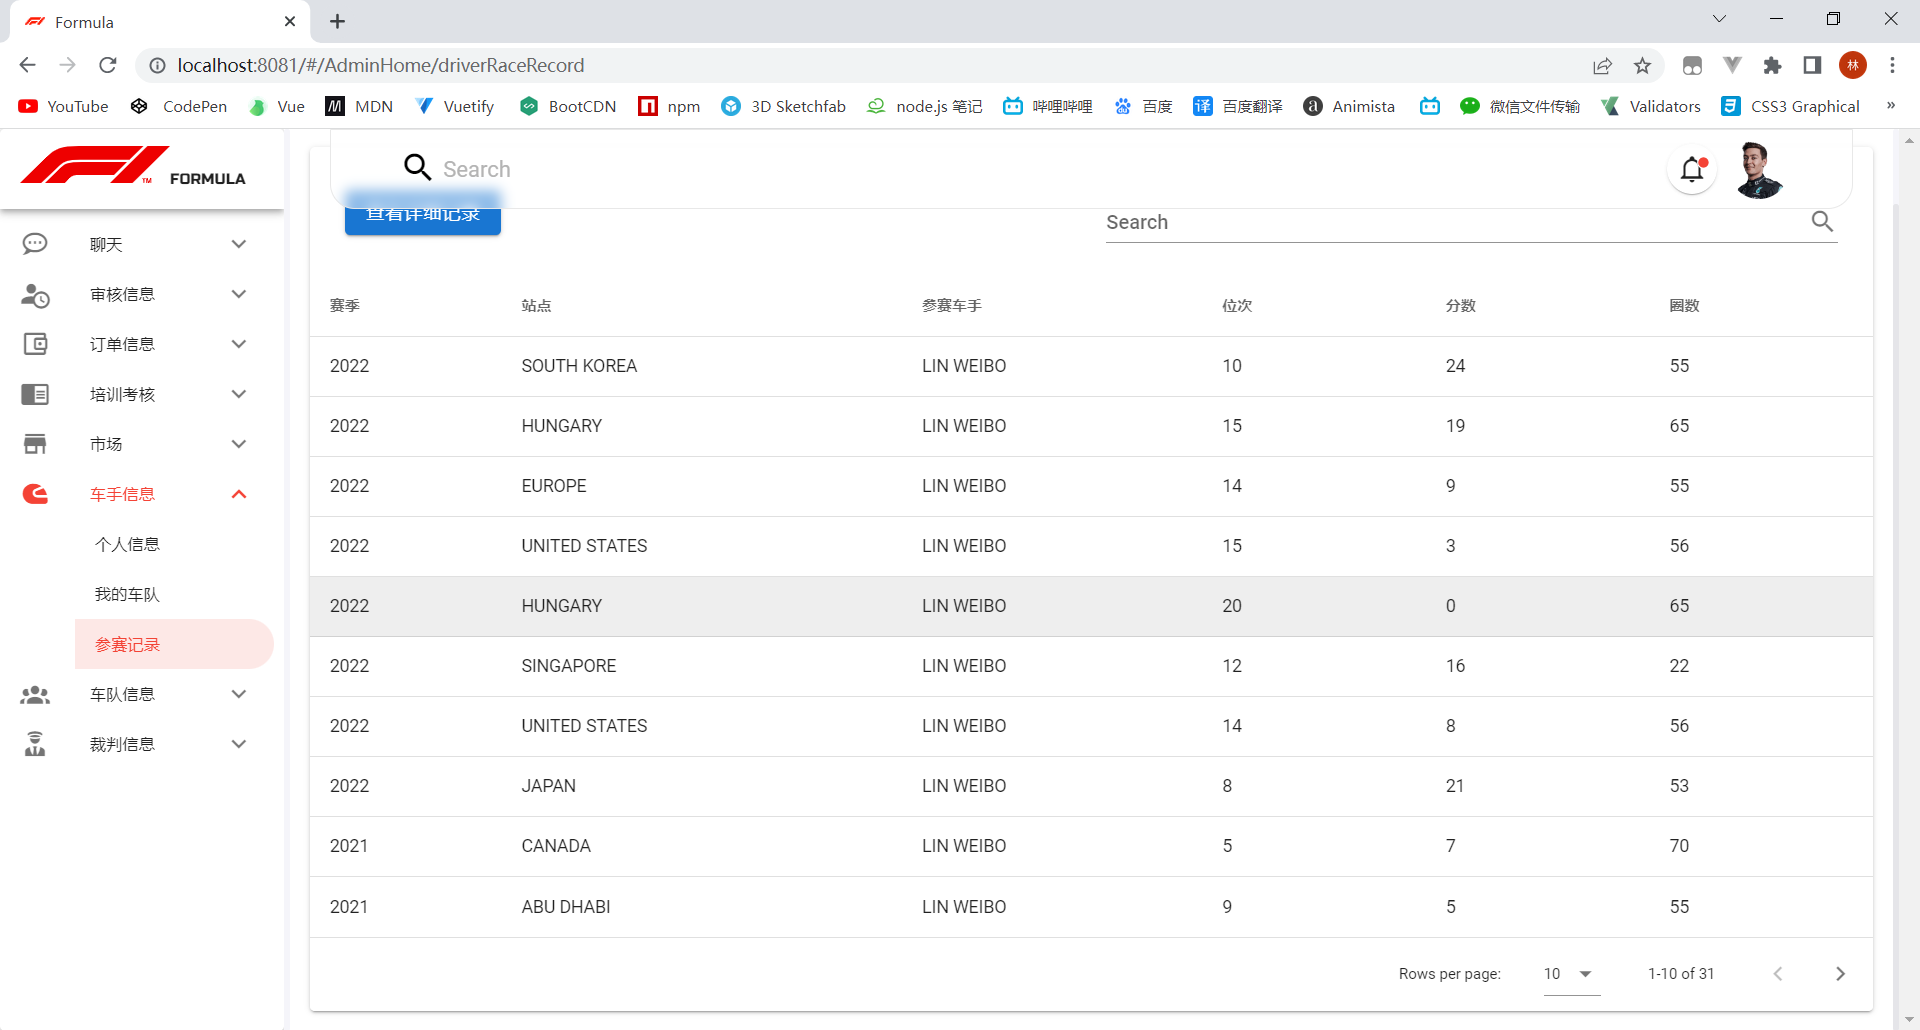 Formula
localhost:8081/#/AdminHome/driverRaceRecord
林
YouTube CodePen Vue MDN Vuetify BootCDN npm 3D Sketchfab node.js 笔记 哔哩哔哩 百度 百度翻译 Animista 微信文件传输 Validators CSS3 Graphical »
FORMULA
Search
查看详细记录
Search
聊天
审核信息
订单信息
培训考核
市场
车手信息
个人信息
我的车队
参赛记录
车队信息
裁判信息
赛季 站点 参赛车手 位次 分数 圈数
2022 SOUTH KOREA LIN WEIBO 10 24 55
2022 HUNGARY LIN WEIBO 15 19 65
2022 EUROPE LIN WEIBO 14 9 55
2022 UNITED STATES LIN WEIBO 15 3 56
2022 HUNGARY LIN WEIBO 20 0 65
2022 SINGAPORE LIN WEIBO 12 16 22
2022 UNITED STATES LIN WEIBO 14 8 56
2022 JAPAN LIN WEIBO 8 21 53
2021 CANADA LIN WEIBO 5 7 70
2021 ABU DHABI LIN WEIBO 9 5 55
Rows per page: 10 1-10 of 31